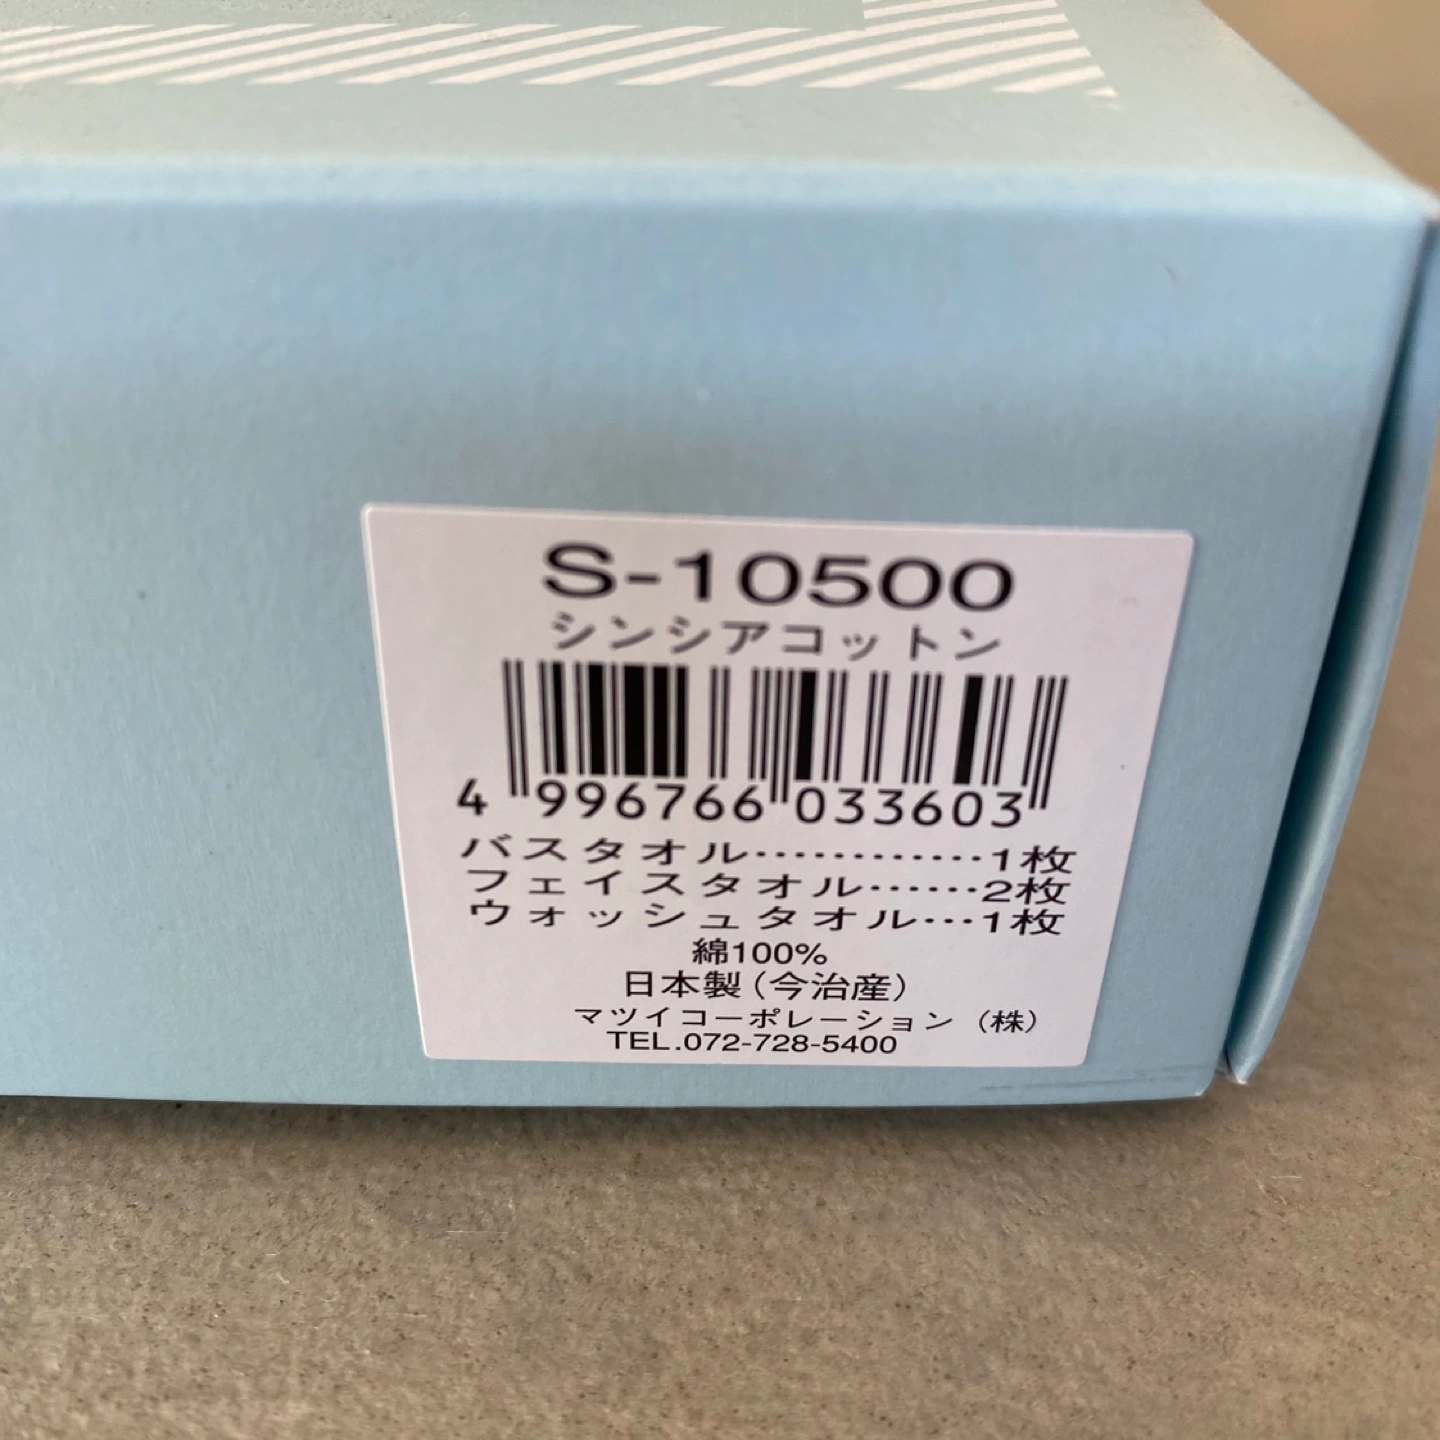 S-10500
シンシアコットン
4 996766 033603
バスタオル…………1枚
フェイスタオル……2枚
ウォッシュタオル…1枚
綿100%
日本製(今治産)
マツイコーポレーション(株)
TEL.072-728-5400